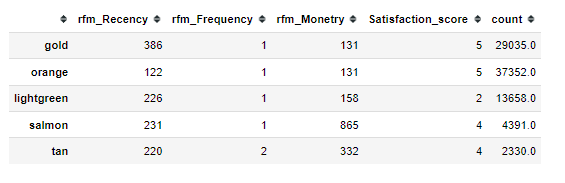 rfm_Recency rfm_Frequency rfm_Monetry Satisfaction_score count
gold 386 1 131 5 29035.0
orange 122 1 131 5 37352.0
lightgreen 226 1 158 2 13658.0
salmon 231 1 865 4 4391.0
tan 220 2 332 4 2330.0